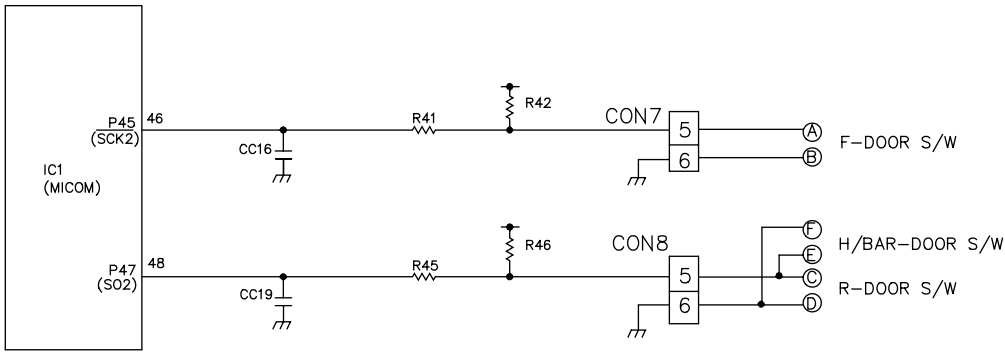 R42
R41
CON7
P45
46
(SCK2)
CC16
5
A
F-DOOR S/W
6
B
IC1
(MICOM)
F
H/BAR-DOOR S/W
E
R46
CON8
P47
48
(SO2)
R45
CC19
5
C
R-DOOR S/W
6
D